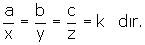 a/x = b/y = c/z = k dır.